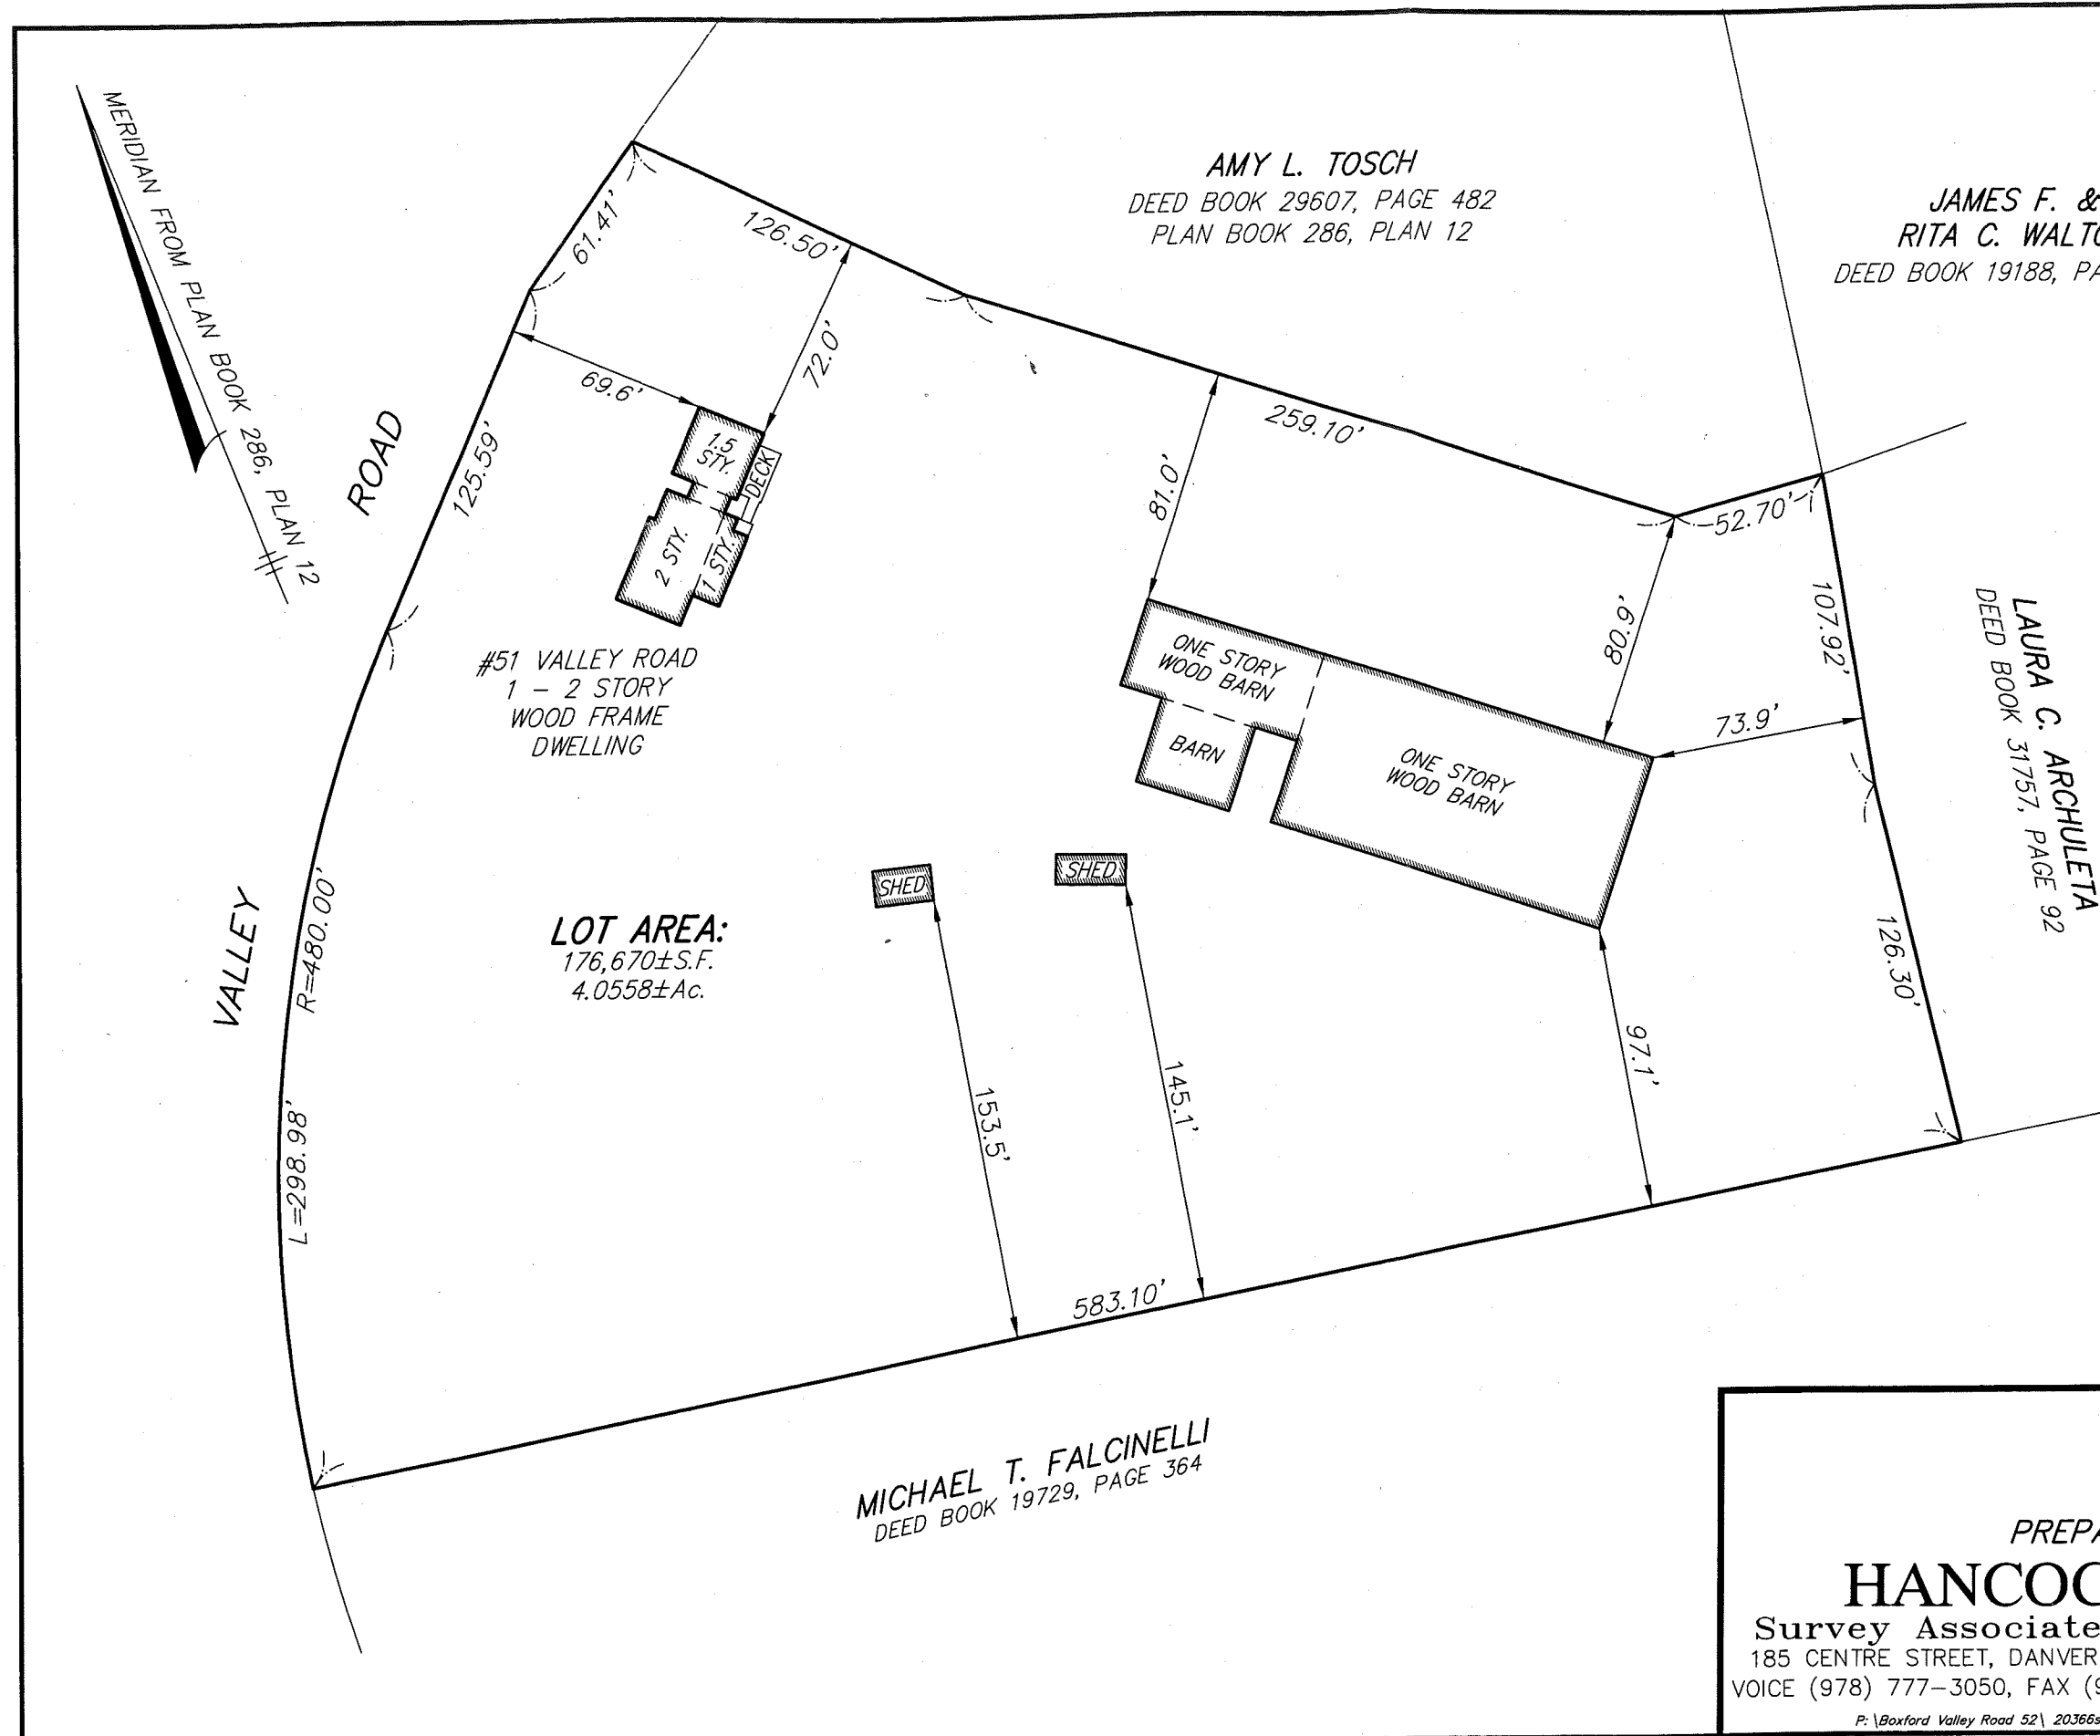 MERIDIAN FROM PLAN BOOK 286, PLAN 12
AMY L. TOSCH
DEED BOOK 29607, PAGE 482
PLAN BOOK 286, PLAN 12
JAMES F. &
RITA C. WALTO
DEED BOOK 19188, PA
61.41'
126.50'
69.6'
72.0'
125.59'
259.10'
81.0'
80.9'
52.70'
107.92'
73.9'
126.30'
LAURA C. ARCHULETA
DEED BOOK 31757, PAGE 92
VALLEY ROAD
1.5
STY.
DECK
2 STY.
1 STY.
#51 VALLEY ROAD
1 - 2 STORY
WOOD FRAME
DWELLING
ONE STORY
WOOD BARN
BARN
ONE STORY
WOOD BARN
SHED
SHED
LOT AREA:
176,670±S.F.
4.0558±Ac.
R=480.00'
L=298.98'
153.5'
145.1'
97.1'
583.10'
MICHAEL T. FALCINELLI
DEED BOOK 19729, PAGE 364
PREPA
HANCOC
Survey Associate
185 CENTRE STREET, DANVER
VOICE (978) 777-3050, FAX (9
P: \Boxford Valley Road 52\ 20366s